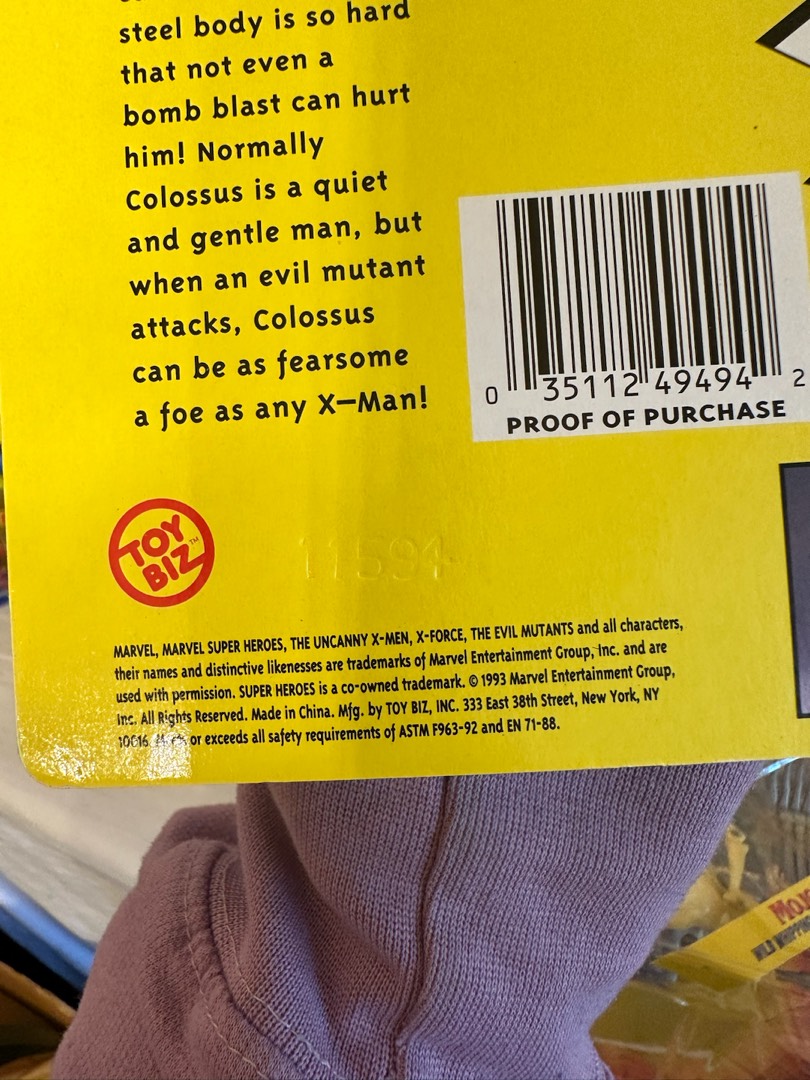 steel body is so hard
that not even a
bomb blast can hurt
him! Normally
Colossus is a quiet
and gentle man, but
when an evil mutant
attacks, Colossus
can be as fearsome
a foe as any X–Man!
0 35112 49494 2
PROOF OF PURCHASE
TOY
BIZ™
11594
MARVEL, MARVEL SUPER HEROES, THE UNCANNY X-MEN, X-FORCE, THE EVIL MUTANTS and all characters,
their names and distinctive likenesses are trademarks of Marvel Entertainment Group, Inc. and are
used with permission. SUPER HEROES is a co-owned trademark. © 1993 Marvel Entertainment Group,
Inc. All Rights Reserved. Made in China. Mfg. by TOY BIZ, INC. 333 East 38th Street, New York, NY
10016. Meets or exceeds all safety requirements of ASTM F963-92 and EN 71-88.
WILD